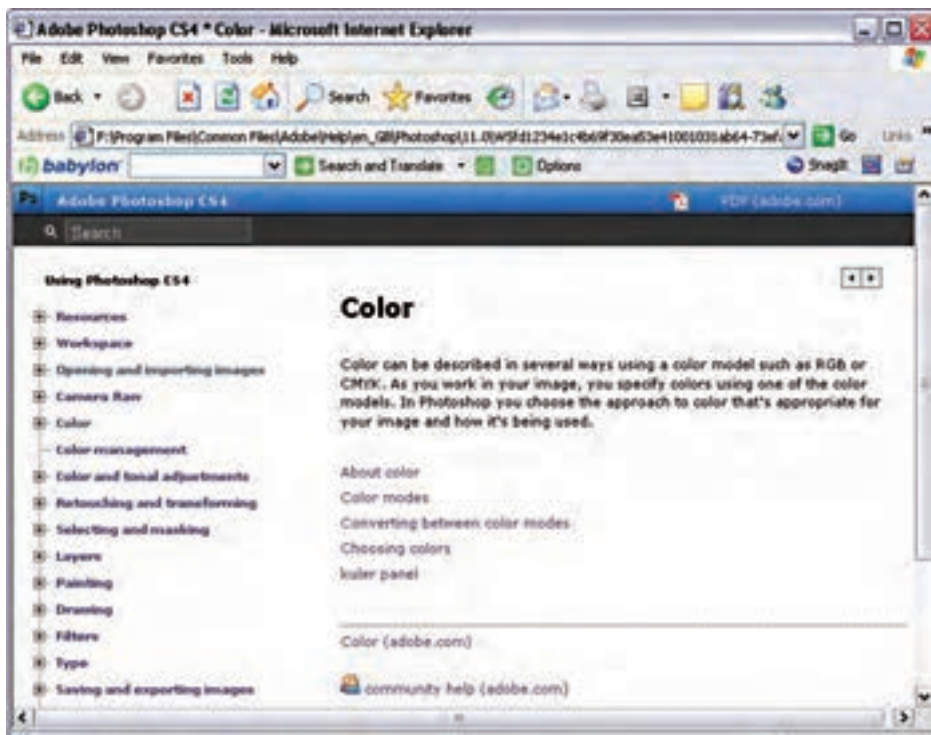 Adobe Photoshop CS4 * Color - Microsoft Internet Explorer
File Edit View Favorites Tools Help
Back Search Favorites
Address Go Links
babylon Search and Translate Options SnagIt
Ps Adobe Photoshop CS4 PDF (adobe.com)
Search
Using Photoshop CS4
Resources
Workspace
Opening and importing images
Camera Raw
Color
Color management
Color and tonal adjustments
Retouching and transforming
Selecting and masking
Layers
Painting
Drawing
Filters
Type
Saving and exporting images
Color
Color can be described in several ways using a color model such as RGB or
CMYK. As you work in your image, you specify colors using one of the color
models. In Photoshop you choose the approach to color that's appropriate for
your image and how it's being used.
About color
Color modes
Converting between color modes
Choosing colors
kuler panel
Color (adobe.com)
community help (adobe.com)